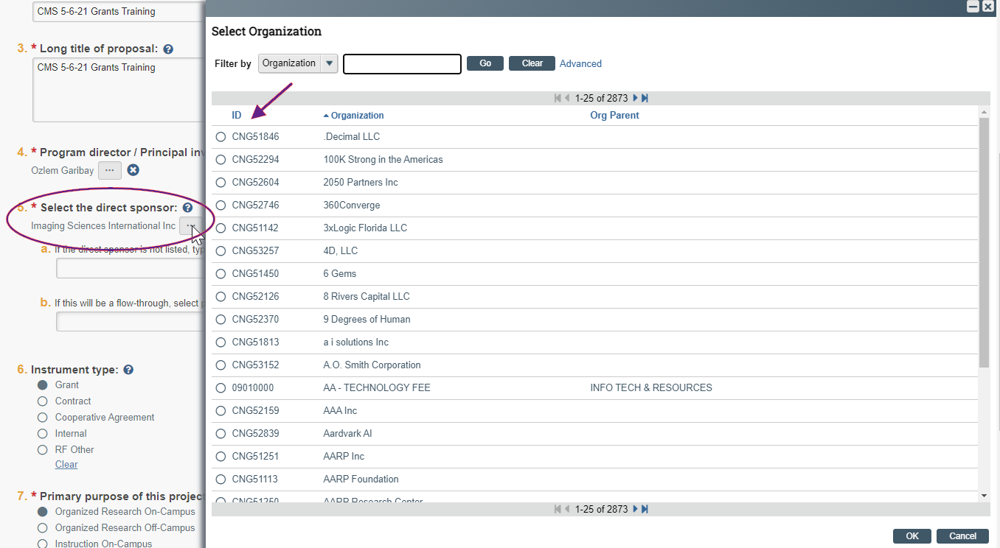 CMS 5-6-21 Grants Training
3. * Long title of proposal: ?
CMS 5-6-21 Grants Training
4. * Program director / Principal inv
Ozlem Garibay ...
5. * Select the direct sponsor: ?
Imaging Sciences International Inc ...
a. If the direct sponsor is not listed, typ
b. If this will be a flow-through, select p
6. Instrument type: ?
Grant
Contract
Cooperative Agreement
Internal
RF Other
Clear
7. * Primary purpose of this project
Organized Research On-Campus
Organized Research Off-Campus
Instruction On-Campus
Select Organization
Filter by Organization Go Clear Advanced
1-25 of 2873
ID Organization Org Parent
CNG51846 .Decimal LLC
CNG52294 100K Strong in the Americas
CNG52604 2050 Partners Inc
CNG52746 360Converge
CNG51142 3xLogic Florida LLC
CNG53257 4D, LLC
CNG51450 6 Gems
CNG52126 8 Rivers Capital LLC
CNG52370 9 Degrees of Human
CNG51813 a i solutions Inc
CNG53152 A.O. Smith Corporation
09010000 AA - TECHNOLOGY FEE INFO TECH & RESOURCES
CNG52159 AAA Inc
CNG52839 Aardvark AI
CNG51251 AARP Inc
CNG51113 AARP Foundation
CNG51250 AARP Research Center
1-25 of 2873
OK Cancel